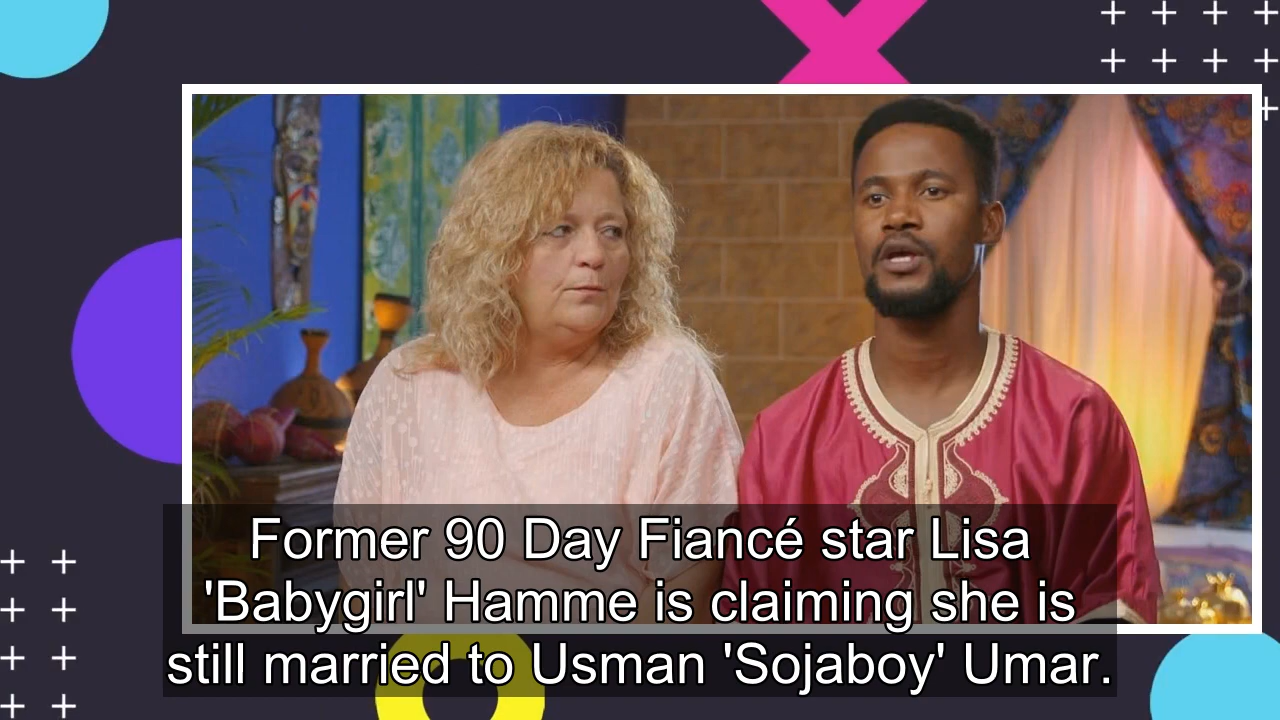 Former 90 Day Fiancé star Lisa
'Babygirl' Hamme is claiming she is
still married to Usman 'Sojaboy' Umar.